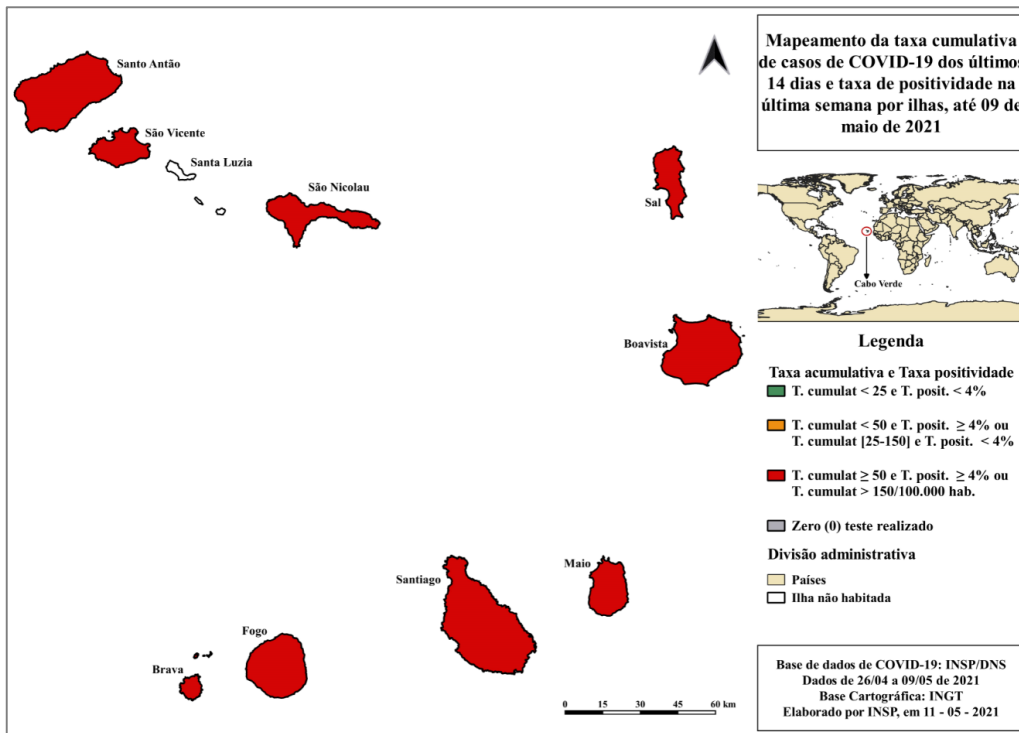 Mapeamento da taxa cumulativa
de casos de COVID-19 dos últimos
14 dias e taxa de positividade na
última semana por ilhas, até 09 de
maio de 2021
Santo Antão
São Vicente
Santa Luzia
São Nicolau
Sal
Boavista
Cabo Verde
Legenda
Taxa acumulativa e Taxa positividade
T. cumulat < 25 e T. posit. < 4%
T. cumulat < 50 e T. posit. ≥ 4% ou
T. cumulat [25-150] e T. posit. < 4%
T. cumulat ≥ 50 e T. posit. ≥ 4% ou
T. cumulat > 150/100.000 hab.
Zero (0) teste realizado
Divisão administrativa
Países
Ilha não habitada
Maio
Santiago
Fogo
Brava
0 15 30 45 60 km
Base de dados de COVID-19: INSP/DNS
Dados de 26/04 a 09/05 de 2021
Base Cartográfica: INGT
Elaborado por INSP, em 11 - 05 - 2021